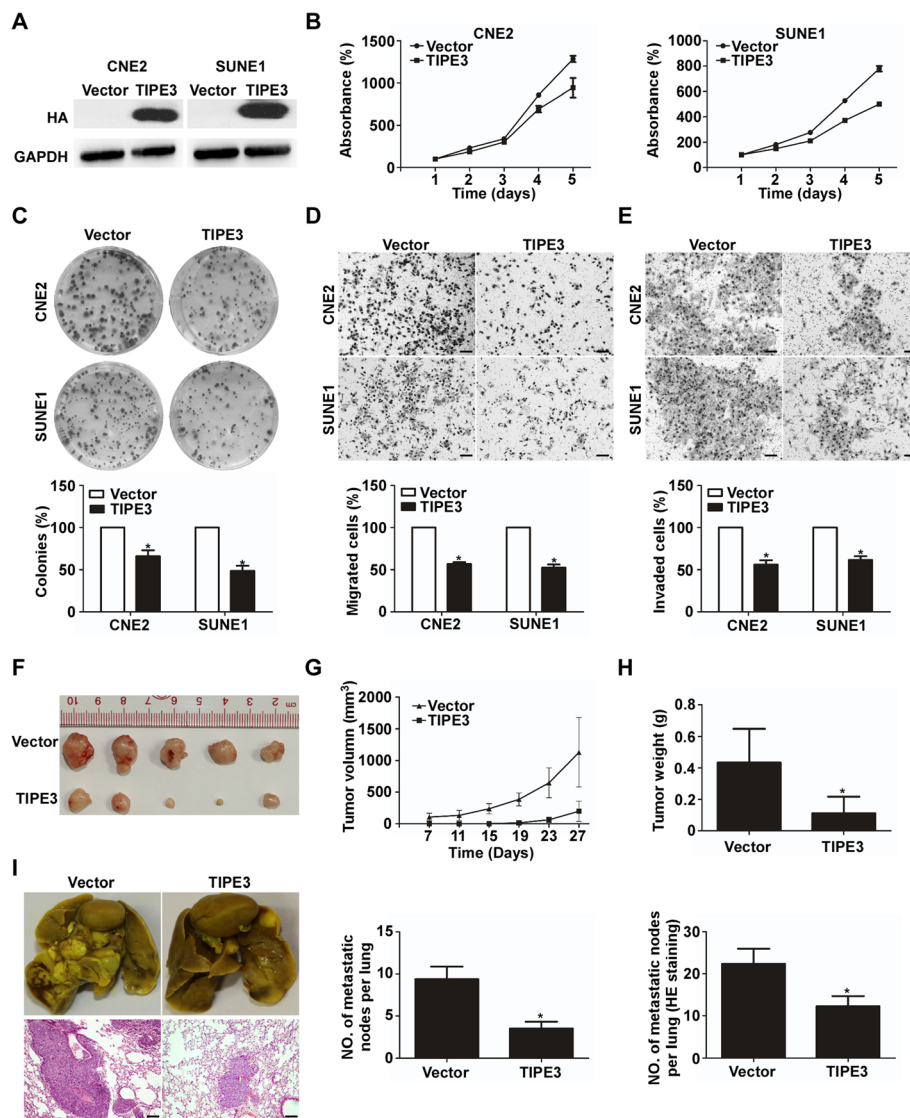 A
CNE2 SUNE1
Vector TIPE3 Vector TIPE3
HA
GAPDH
B
CNE2
Vector
TIPE3
Absorbance (%)
1500
1000
500
0
1 2 3 4 5
Time (days)
SUNE1
Vector
TIPE3
Absorbance (%)
1000
800
600
400
200
0
1 2 3 4 5
Time (days)
C
Vector TIPE3
CNE2
SUNE1
Colonies (%)
150
100
50
0
Vector
TIPE3
* *
CNE2 SUNE1
D
Vector TIPE3
CNE2
SUNE1
Migrated cells (%)
150
100
50
0
Vector
TIPE3
* *
CNE2 SUNE1
E
Vector TIPE3
CNE2
SUNE1
Invaded cells (%)
150
100
50
0
Vector
TIPE3
* *
CNE2 SUNE1
F
10 9 8 7 6 5 4 3 2 cm
Vector
TIPE3
G
Tumor volumn (mm³)
2000
1500
1000
500
0
Vector
TIPE3
7 11 15 19 23 27
Time (Days)
H
Tumor weight (g)
0.8
0.6
0.4
0.2
0
*
Vector TIPE3
I
Vector TIPE3
NO. of metastatic
nodes per lung
15
10
5
0
*
Vector TIPE3
NO. of metastatic nodes
per lung (HE staining)
30
20
10
0
*
Vector TIPE3